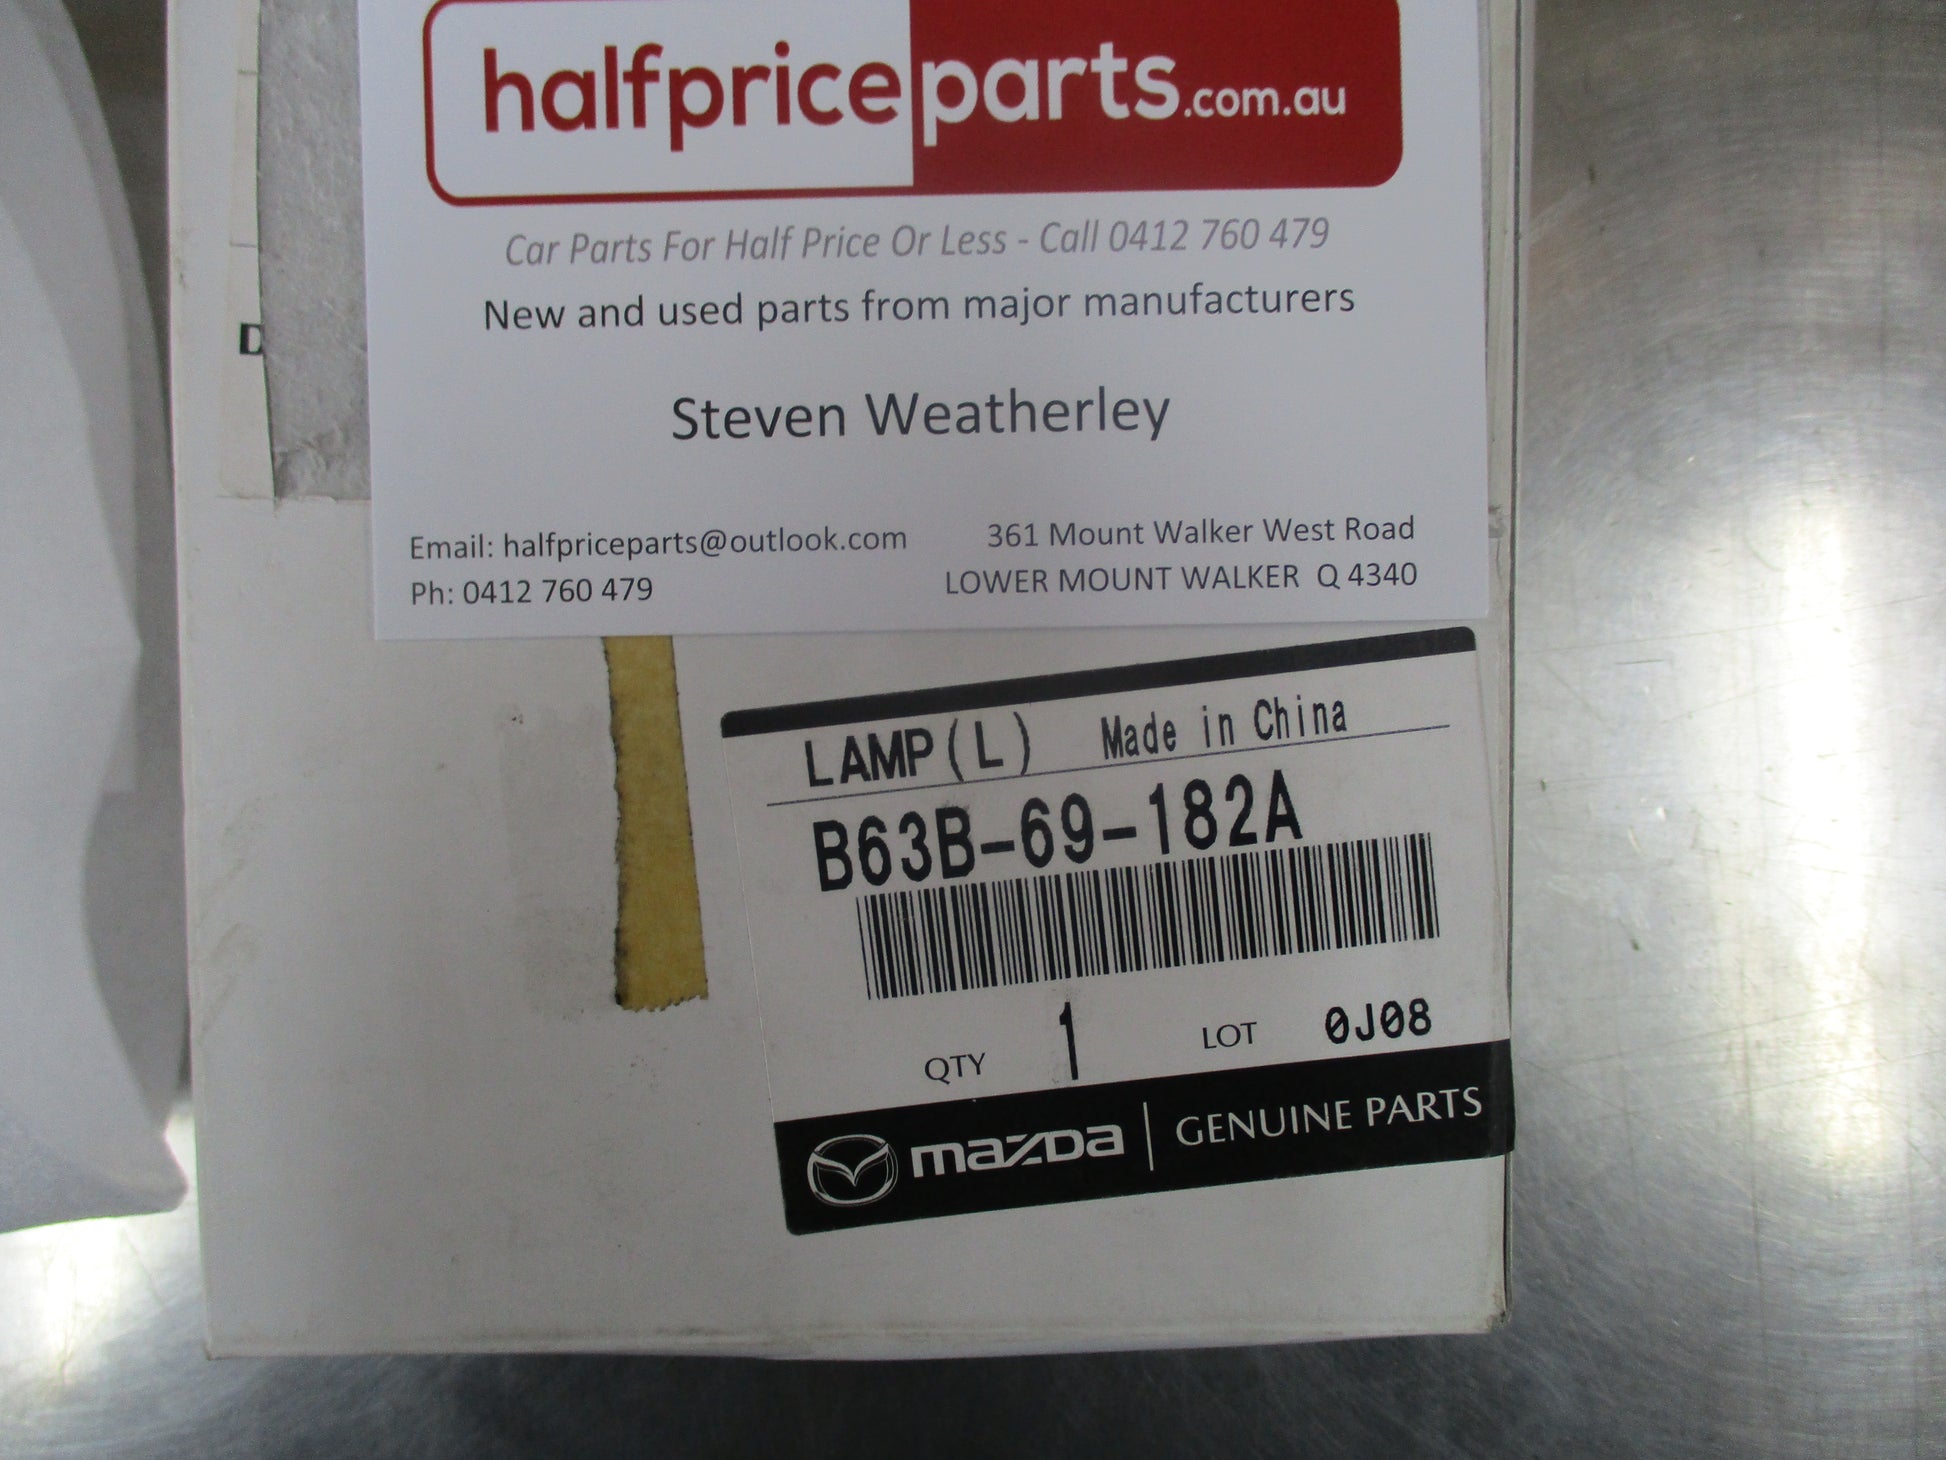 halfpriceparts.com.au
Car Parts For Half Price Or Less - Call 0412 760 479
New and used parts from major manufacturers
Steven Weatherley
Email: halfpriceparts@outlook.com
Ph: 0412 760 479
361 Mount Walker West Road
LOWER MOUNT WALKER Q 4340
D
LAMP(L) Made in China
B63B-69-182A
QTY 1 LOT 0J08
mazda | GENUINE PARTS